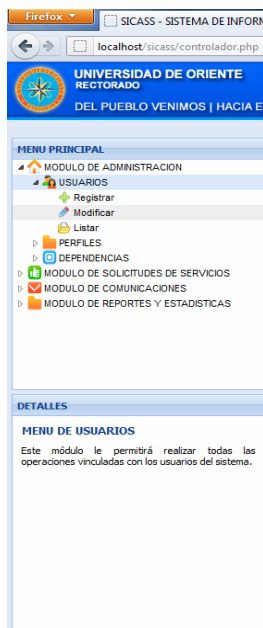 Firefox
SICASS - SISTEMA DE INFORM
localhost/sicass/controlador.php
UNIVERSIDAD DE ORIENTE
RECTORADO
DEL PUEBLO VENIMOS | HACIA E
MENU PRINCIPAL
MODULO DE ADMINISTRACION
USUARIOS
Registrar
Modificar
Listar
PERFILES
DEPENDENCIAS
MODULO DE SOLICITUDES DE SERVICIOS
MODULO DE COMUNICACIONES
MODULO DE REPORTES Y ESTADISTICAS
DETALLES
MENU DE USUARIOS
Este módulo le permitirá realizar todas las
operaciones vinculadas con los usuarios del sistema.